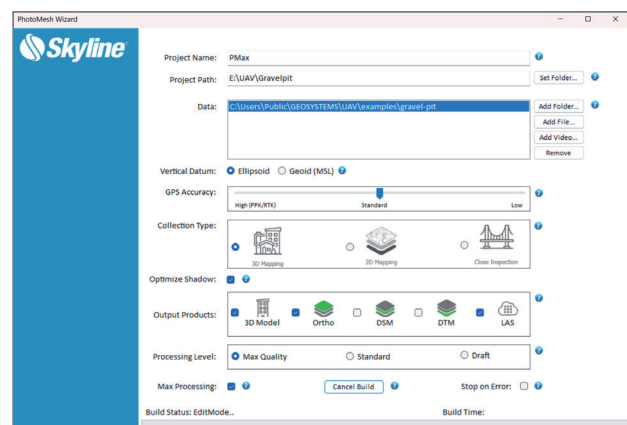 PhotoMesh Wizard
Skyline
Project Name: PMax
Project Path: E:\UAV\Gravelpit Set Folder...
Data: C:\Users\Public\GEOSYSTEMS\UAV\examples\gravel-pit Add Folder...
Add File...
Add Video...
Remove
Vertical Datum: Ellipsoid Geoid (MSL)
GPS Accuracy:
High (PPK/RTK) Standard Low
Collection Type:
3D Mapping 2D Mapping Close Inspection
Optimize Shadow:
Output Products:
3D Model Ortho DSM DTM LAS
Processing Level: Max Quality Standard Draft
Max Processing: Cancel Build Stop on Error:
Build Status: EditMode.. Build Time: